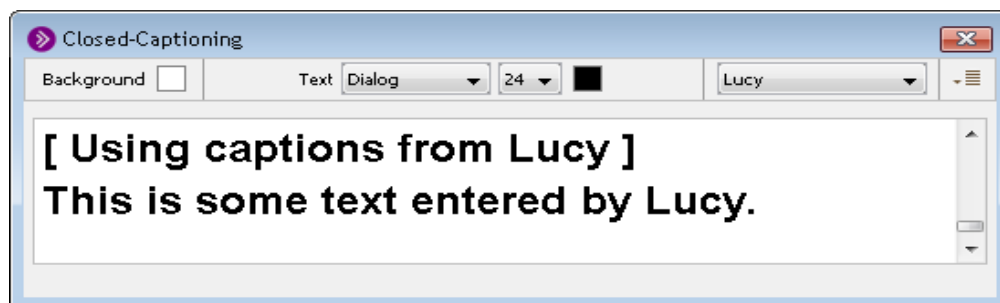 Closed-Captioning
Background Text Dialog 24 Lucy
[ Using captions from Lucy ]
This is some text entered by Lucy.